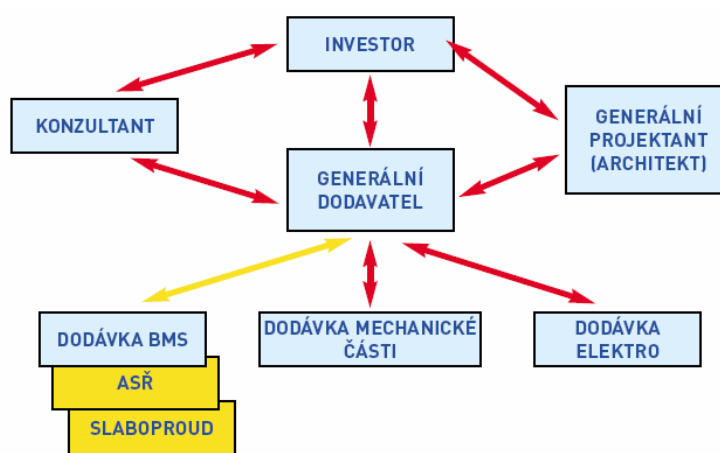 INVESTOR
KONZULTANT
GENERÁLNÍ
PROJEKTANT
(ARCHITEKT)
GENERÁLNÍ
DODAVATEL
DODÁVKA BMS
DODÁVKA MECHANICKÉ
ČÁSTI
DODÁVKA
ELEKTRO
ASŘ
SLABOPROUD